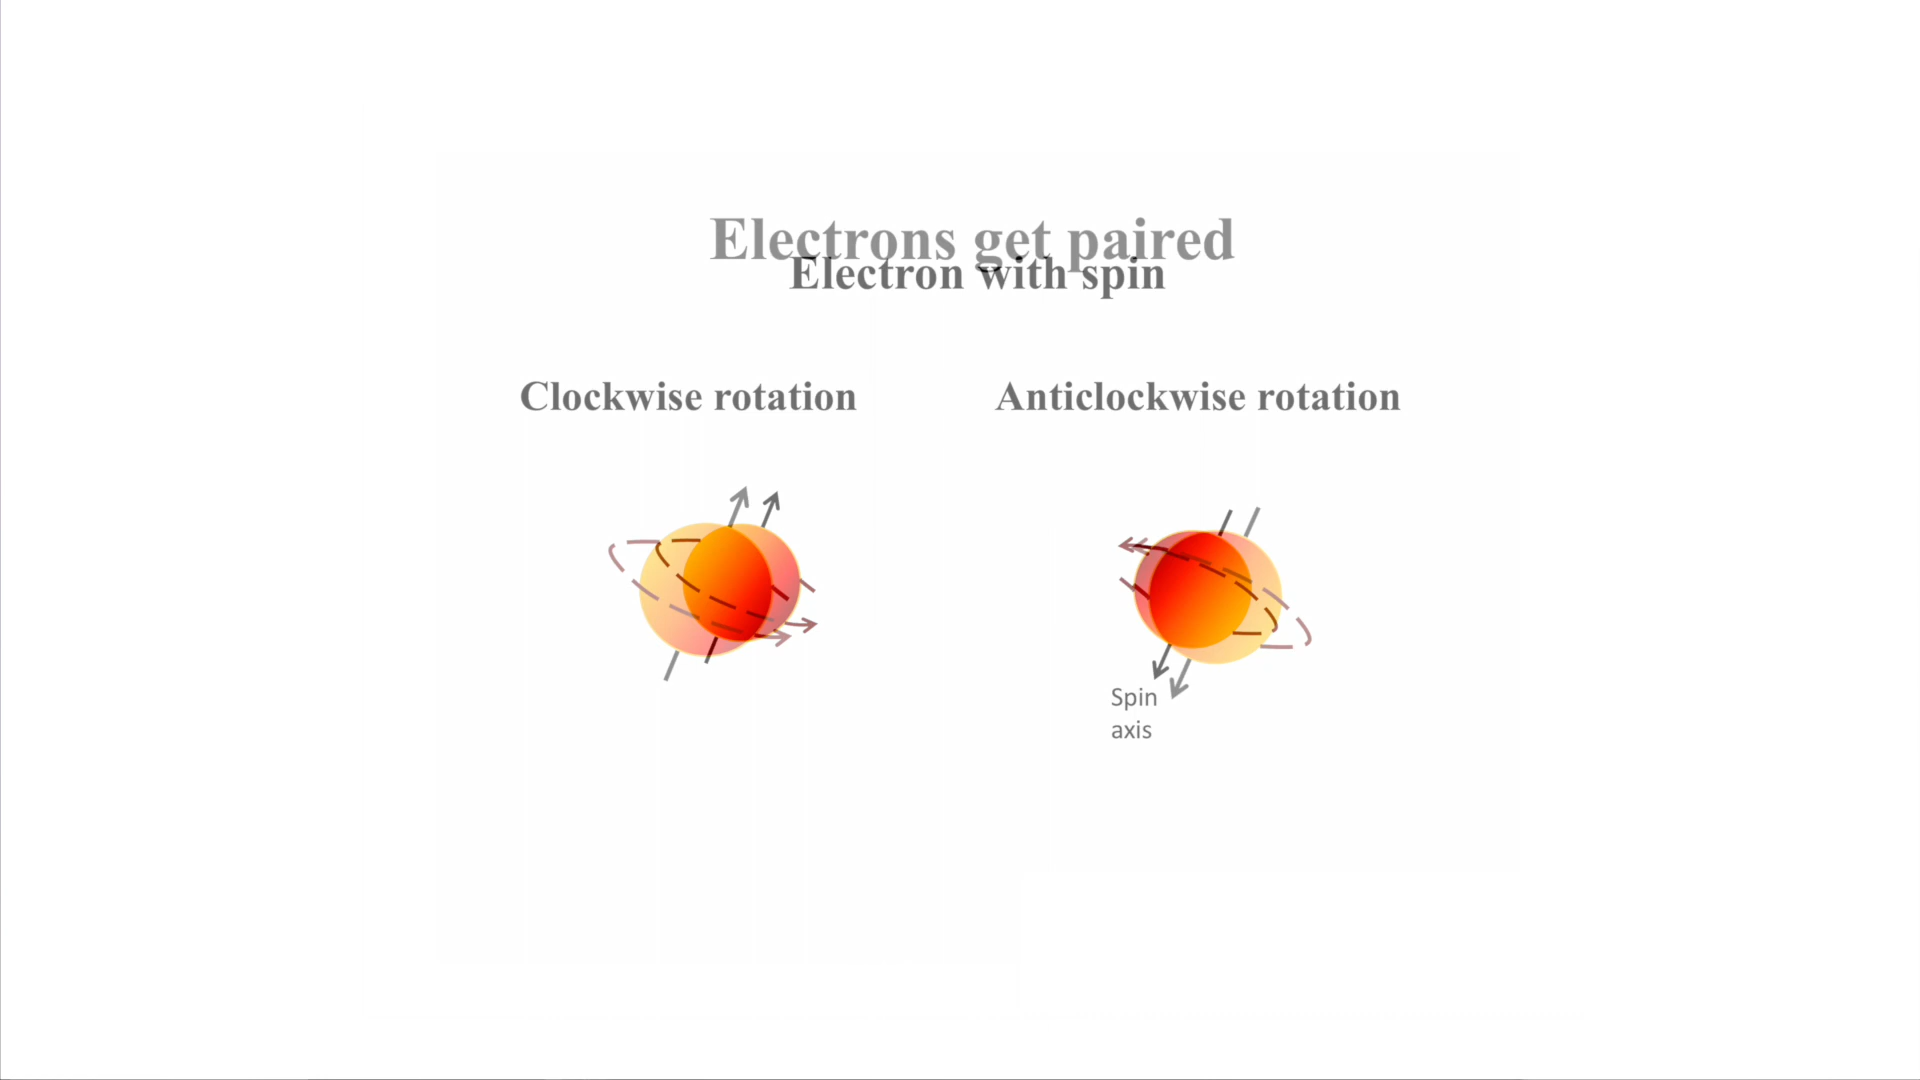 Electrons get paired
Electron with spin
Clockwise rotation
Anticlockwise rotation
Spin
axis